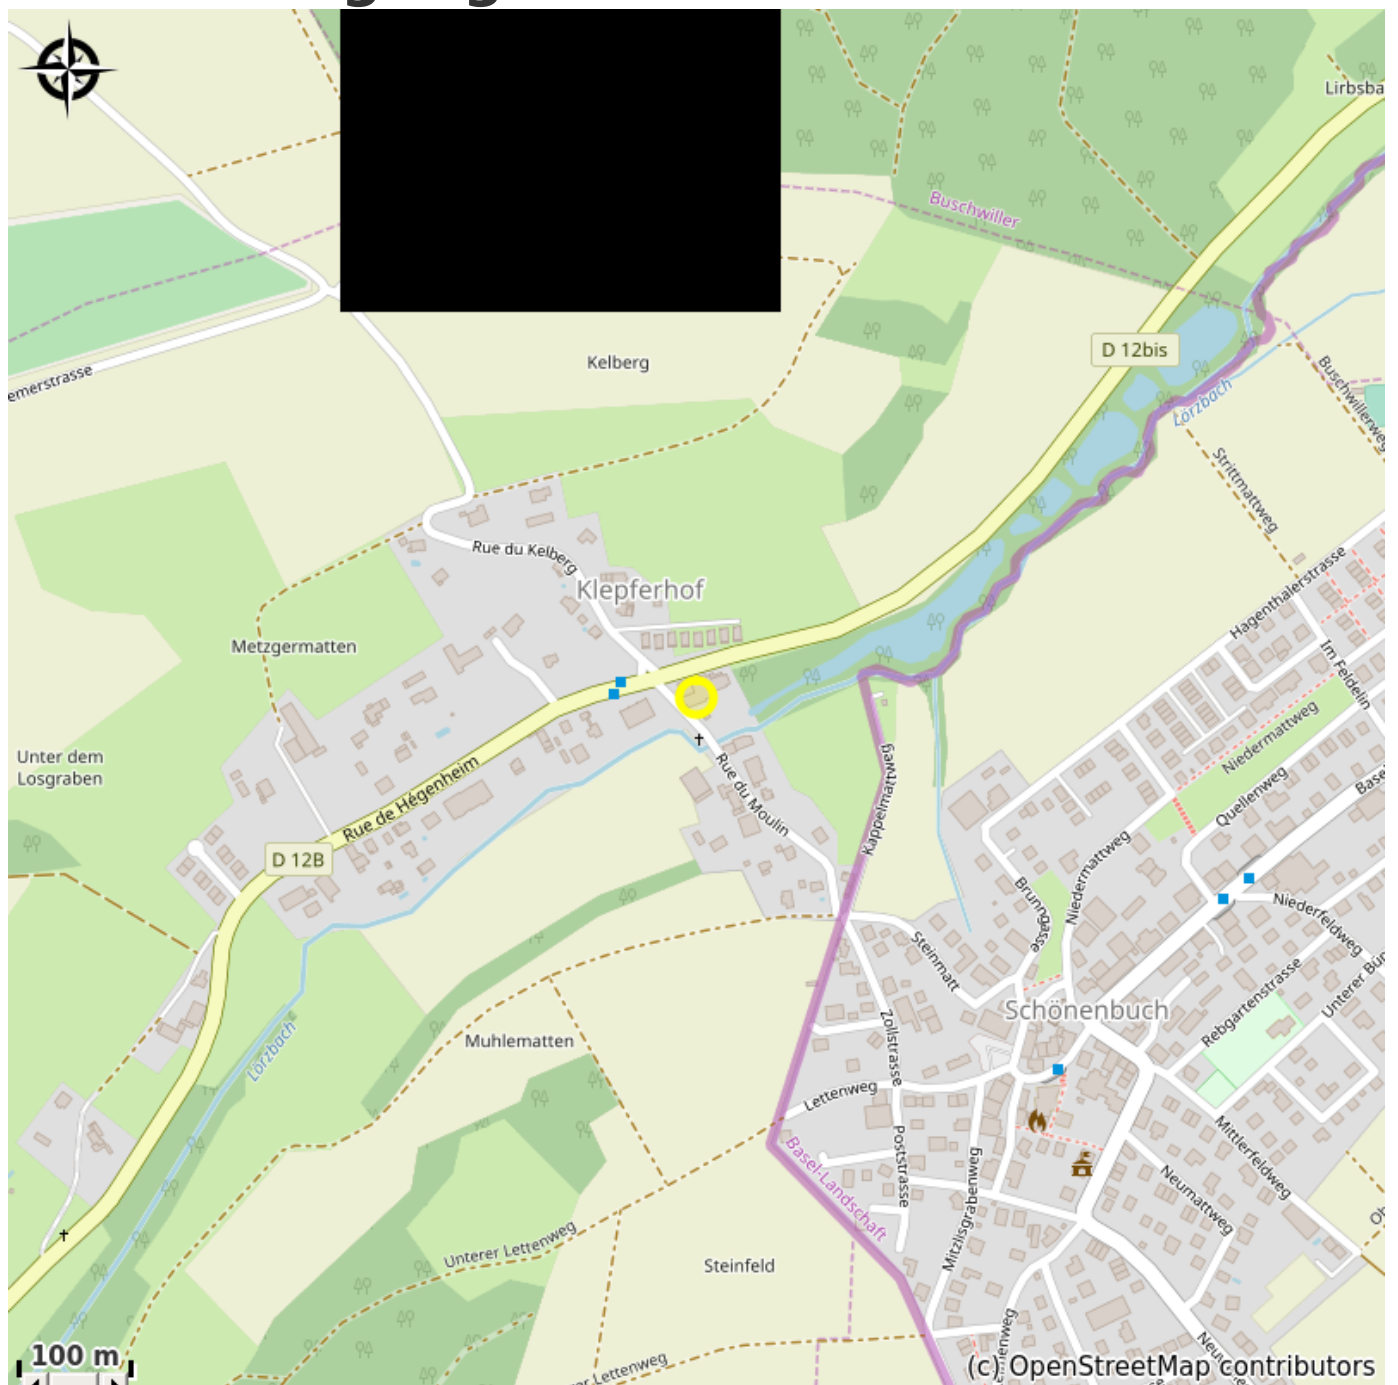 Lirbsba
Buschwiller
D 12bis
Kelberg
emerstrasse
Lörzbach
Buschwillerweg
Strittmattweg
Rue du Kelberg
Klepferhof
Hagenthalerstrasse
Metzgermatten
Im Feldelin
Niedermattweg
Unter dem
Losgraben
Kappelmattweg
Rue du Moulin
Rue de Hégenheim
Quellenweg
Base
D 12B
Niedermattweg
Brunngasse
Niederfeldweg
Steinmatt
Schönenbuch
Rebgartenstrasse
Unterer Bün
Zollstrasse
Muhlematten
Lörzbach
Lettenweg
Poststrasse
Mittlerfeldweg
Basel-Landschaft
Mitzlisgrabenweg
Neumattweg
Unterer Lettenweg
Ob
Steinfeld
100 m
(c) OpenStreetMap contributors